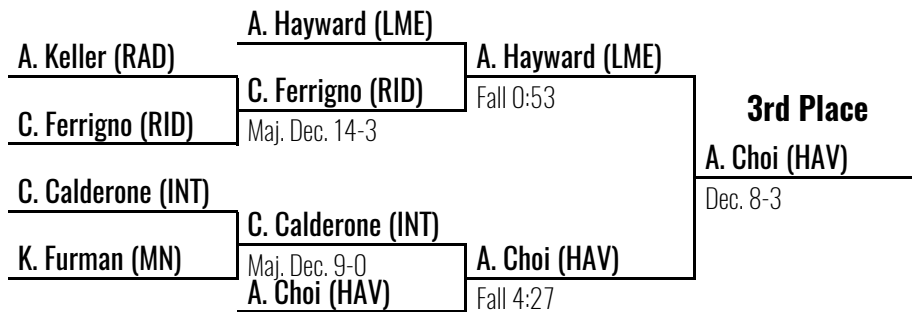 A. Hayward (LME)
A. Keller (RAD)
A. Hayward (LME)
C. Ferrigno (RID)
Fall 0:53
3rd Place
C. Ferrigno (RID)
Maj. Dec. 14-3
A. Choi (HAV)
C. Calderone (INT)
Dec. 8-3
C. Calderone (INT)
K. Furman (MN)
Maj. Dec. 9-0
A. Choi (HAV)
A. Choi (HAV)
Fall 4:27